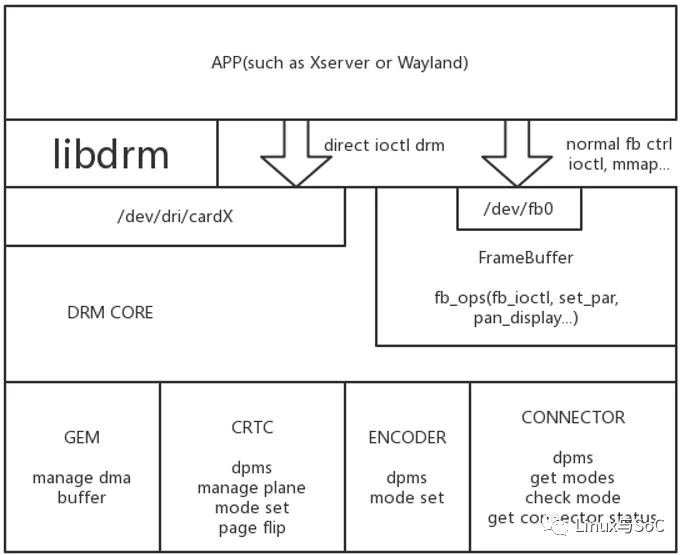 APP(such as Xserver or Wayland)
libdrm
direct ioctl drm
normal fb ctrl
ioctl, mmap...
/dev/dri/cardX
/dev/fb0
FrameBuffer
fb_ops(fb_ioctl, set_par,
pan_display...)
DRM CORE
GEM
manage dma
buffer
CRTC
dpms
manage plane
mode set
page flip
ENCODER
dpms
mode set
CONNECTOR
dpms
get modes
check mode
get connector status
Linux与SoC